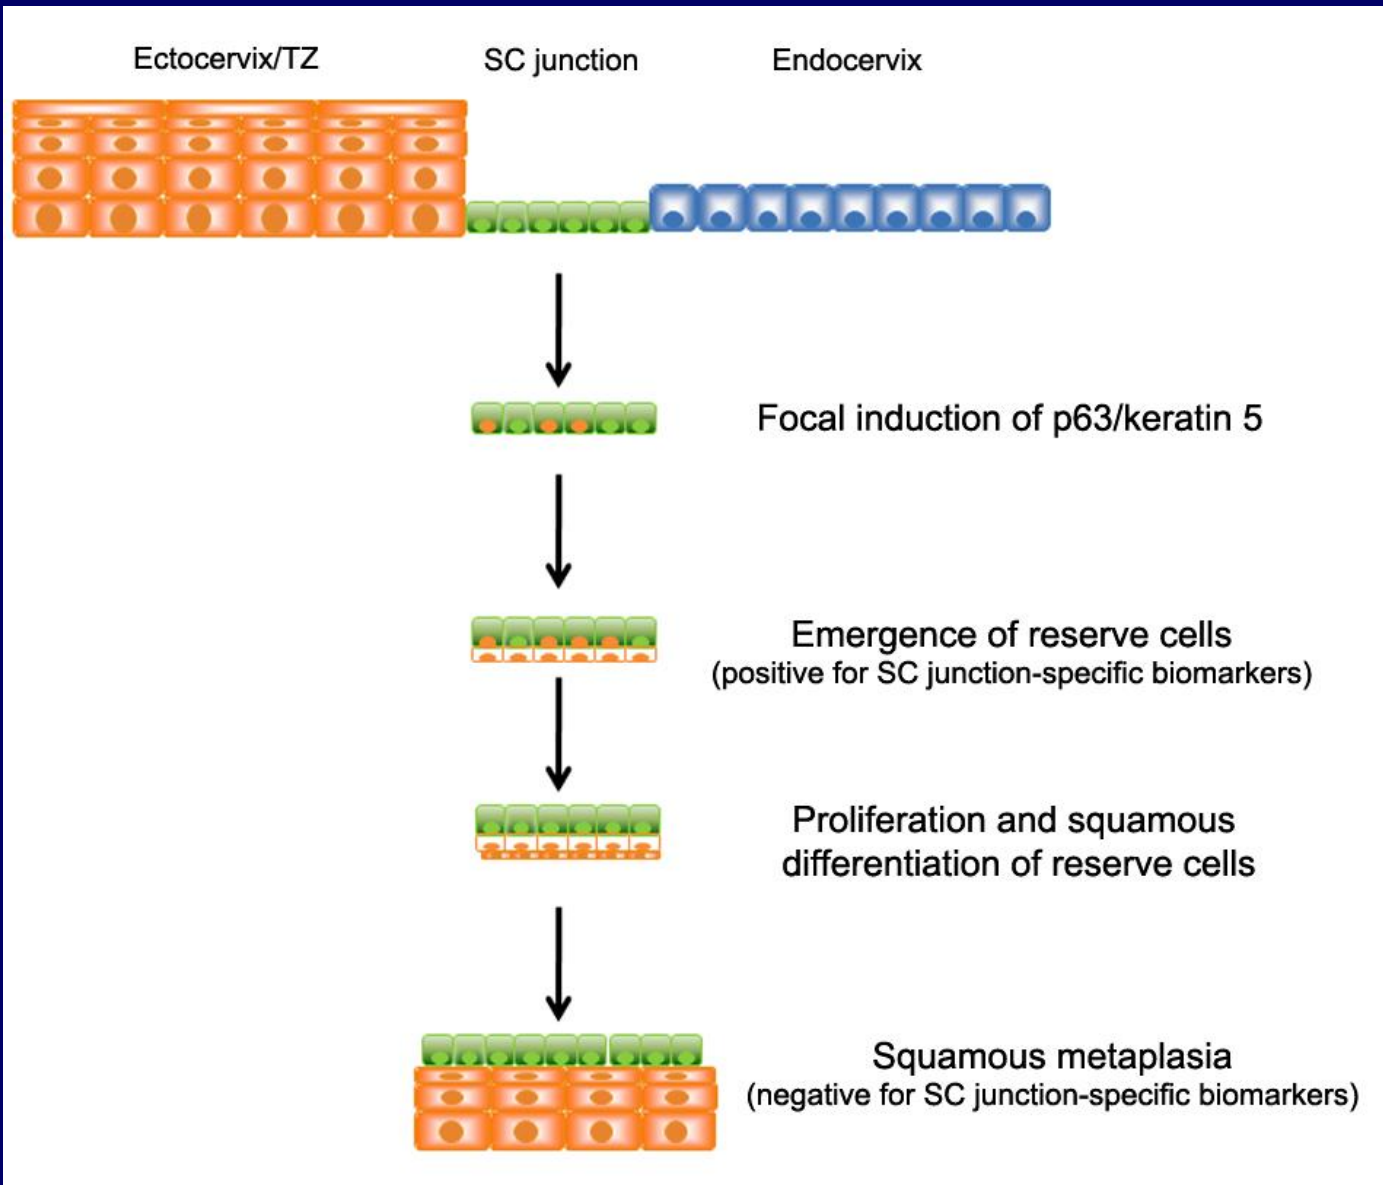 Ectocervix/TZ
SC junction
Endocervix
Focal induction of p63/keratin 5
Emergence of reserve cells
(positive for SC junction-specific biomarkers)
Proliferation and squamous
differentiation of reserve cells
Squamous metaplasia
(negative for SC junction-specific biomarkers)